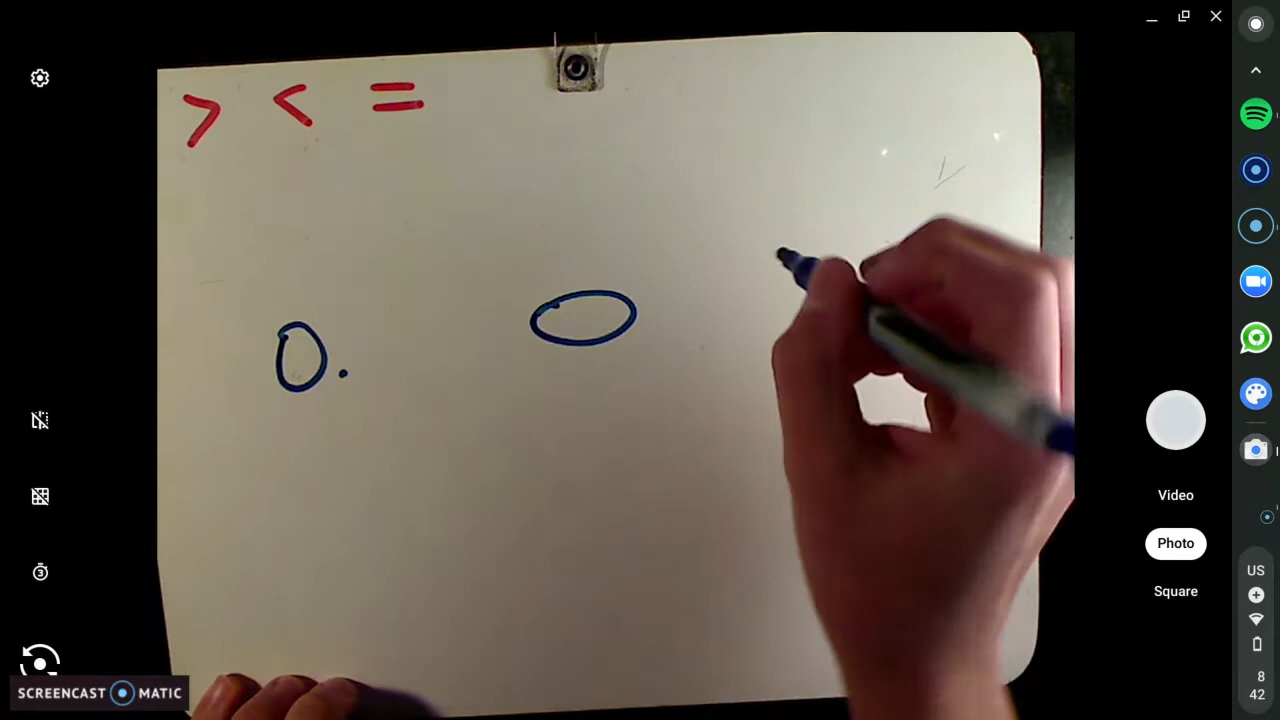 > < =
0.
Video
Photo
Square
US
8
42
SCREENCAST MATIC